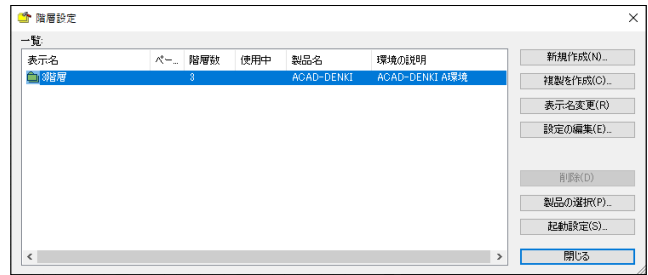 階層設定
一覧:
表示名 ペー... 階層数 使用中 製品名 環境の説明
3階層 3 ACAD-DENKI ACAD-DENKI A環境
新規作成(N)...
複製を作成(C)...
表示名変更(R)
設定の編集(E)...
削除(D)
製品の選択(P)...
起動設定(S)...
閉じる